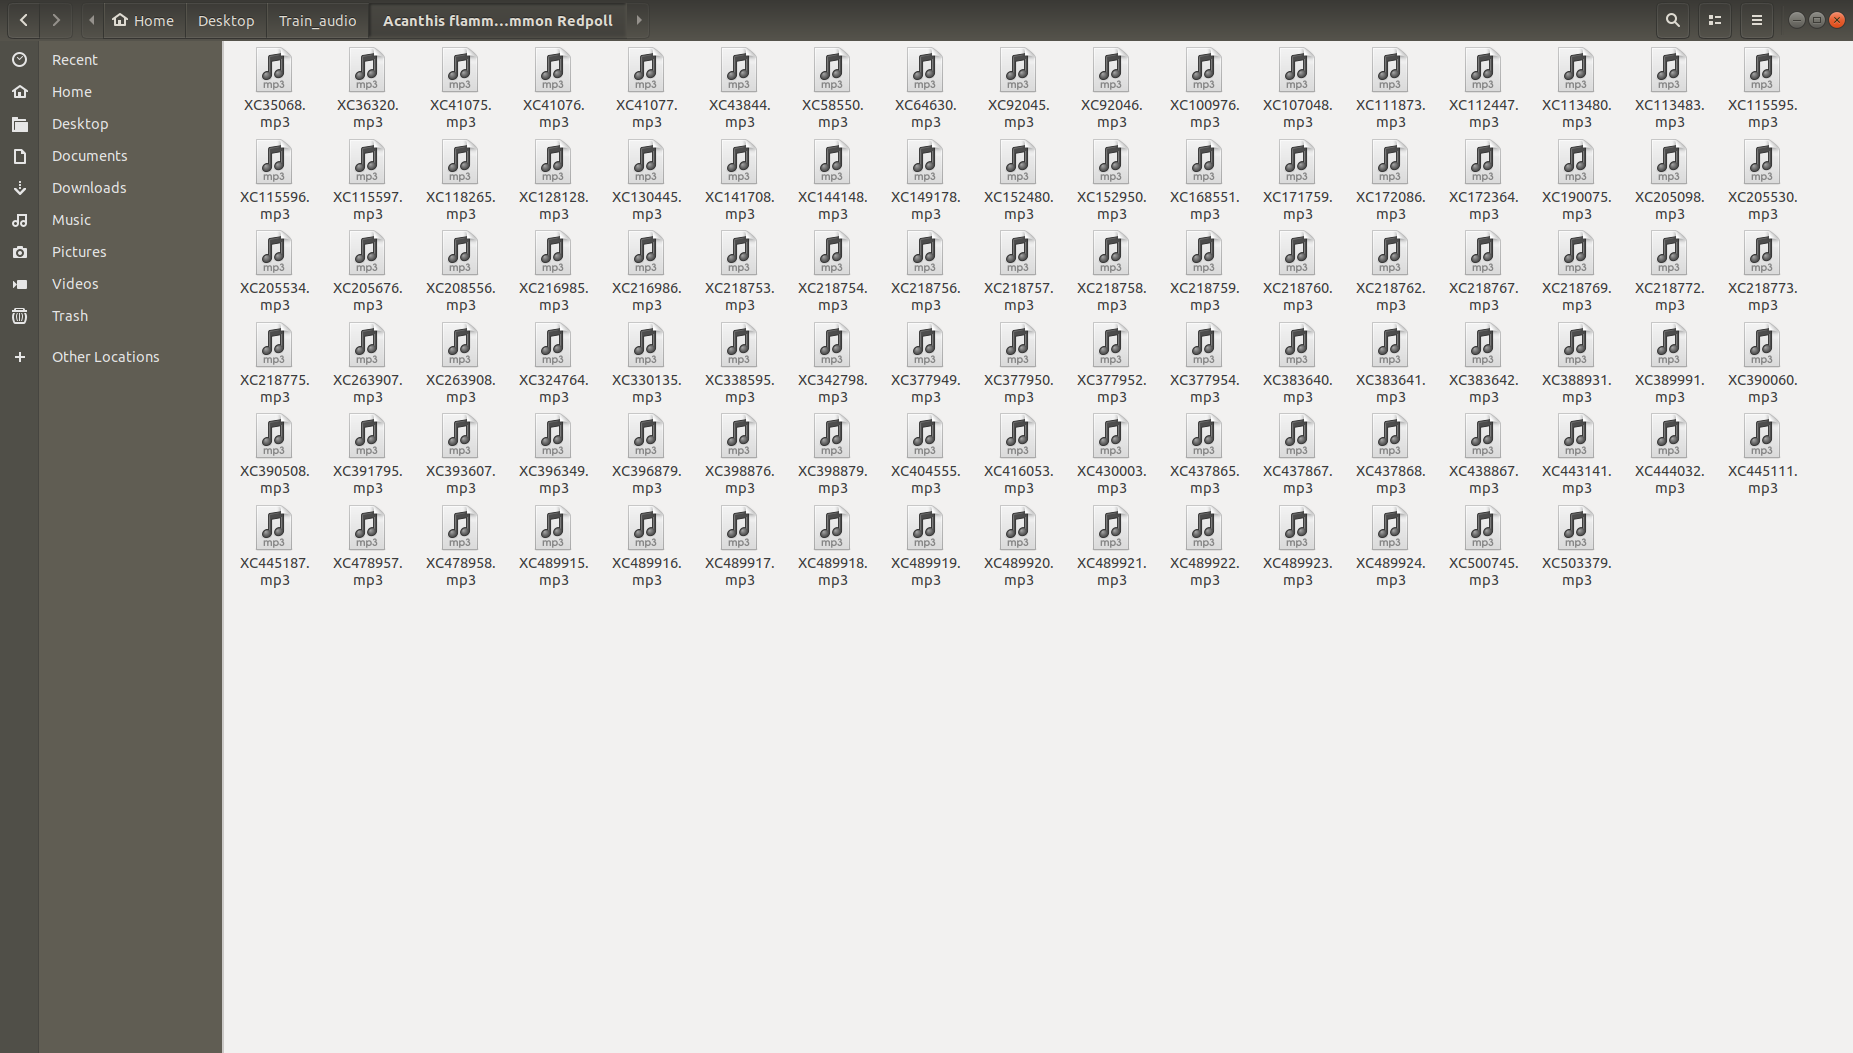 Home Desktop Train_audio Acanthis flamm...mmon Redpoll
Recent
Home
Desktop
Documents
Downloads
Music
Pictures
Videos
Trash
Other Locations
mp3 mp3 mp3 mp3 mp3 mp3 mp3 mp3 mp3 mp3 mp3 mp3 mp3 mp3 mp3 mp3 mp3
XC35068. XC36320. XC41075. XC41076. XC41077. XC43844. XC58550. XC64630. XC92045. XC92046. XC100976. XC107048. XC111873. XC112447. XC113480. XC113483. XC115595.
mp3 mp3 mp3 mp3 mp3 mp3 mp3 mp3 mp3 mp3 mp3 mp3 mp3 mp3 mp3 mp3 mp3
mp3 mp3 mp3 mp3 mp3 mp3 mp3 mp3 mp3 mp3 mp3 mp3 mp3 mp3 mp3 mp3 mp3
XC115596. XC115597. XC118265. XC128128. XC130445. XC141708. XC144148. XC149178. XC152480. XC152950. XC168551. XC171759. XC172086. XC172364. XC190075. XC205098. XC205530.
mp3 mp3 mp3 mp3 mp3 mp3 mp3 mp3 mp3 mp3 mp3 mp3 mp3 mp3 mp3 mp3 mp3
mp3 mp3 mp3 mp3 mp3 mp3 mp3 mp3 mp3 mp3 mp3 mp3 mp3 mp3 mp3 mp3 mp3
XC205534. XC205676. XC208556. XC216985. XC216986. XC218753. XC218754. XC218756. XC218757. XC218758. XC218759. XC218760. XC218762. XC218767. XC218769. XC218772. XC218773.
mp3 mp3 mp3 mp3 mp3 mp3 mp3 mp3 mp3 mp3 mp3 mp3 mp3 mp3 mp3 mp3 mp3
mp3 mp3 mp3 mp3 mp3 mp3 mp3 mp3 mp3 mp3 mp3 mp3 mp3 mp3 mp3 mp3 mp3
XC218775. XC263907. XC263908. XC324764. XC330135. XC338595. XC342798. XC377949. XC377950. XC377952. XC377954. XC383640. XC383641. XC383642. XC388931. XC389991. XC390060.
mp3 mp3 mp3 mp3 mp3 mp3 mp3 mp3 mp3 mp3 mp3 mp3 mp3 mp3 mp3 mp3 mp3
mp3 mp3 mp3 mp3 mp3 mp3 mp3 mp3 mp3 mp3 mp3 mp3 mp3 mp3 mp3 mp3 mp3
XC390508. XC391795. XC393607. XC396349. XC396879. XC398876. XC398879. XC404555. XC416053. XC430003. XC437865. XC437867. XC437868. XC438867. XC443141. XC444032. XC445111.
mp3 mp3 mp3 mp3 mp3 mp3 mp3 mp3 mp3 mp3 mp3 mp3 mp3 mp3 mp3 mp3 mp3
mp3 mp3 mp3 mp3 mp3 mp3 mp3 mp3 mp3 mp3 mp3 mp3 mp3 mp3 mp3
XC445187. XC478957. XC478958. XC489915. XC489916. XC489917. XC489918. XC489919. XC489920. XC489921. XC489922. XC489923. XC489924. XC500745. XC503379.
mp3 mp3 mp3 mp3 mp3 mp3 mp3 mp3 mp3 mp3 mp3 mp3 mp3 mp3 mp3